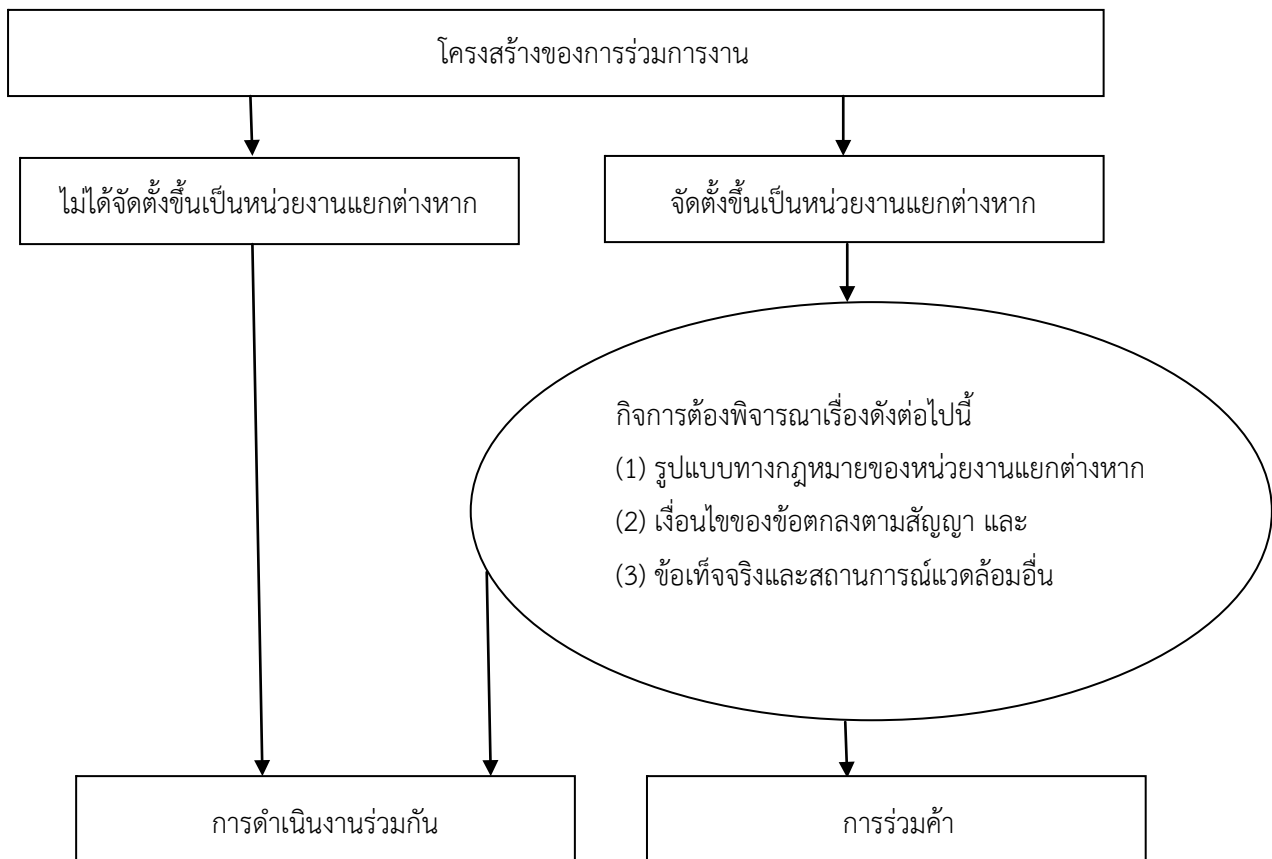 โครงสร้างของการร่วมการงาน
ไม่ได้จัดตั้งขึ้นเป็นหน่วยงานแยกต่างหาก
จัดตั้งขึ้นเป็นหน่วยงานแยกต่างหาก
กิจการต้องพิจารณาเรื่องดังต่อไปนี้
(1) รูปแบบทางกฎหมายของหน่วยงานแยกต่างหาก
(2) เงื่อนไขของข้อตกลงตามสัญญา และ
(3) ข้อเท็จจริงและสถานการณ์แวดล้อมอื่น
การดำเนินงานร่วมกัน
การร่วมค้า